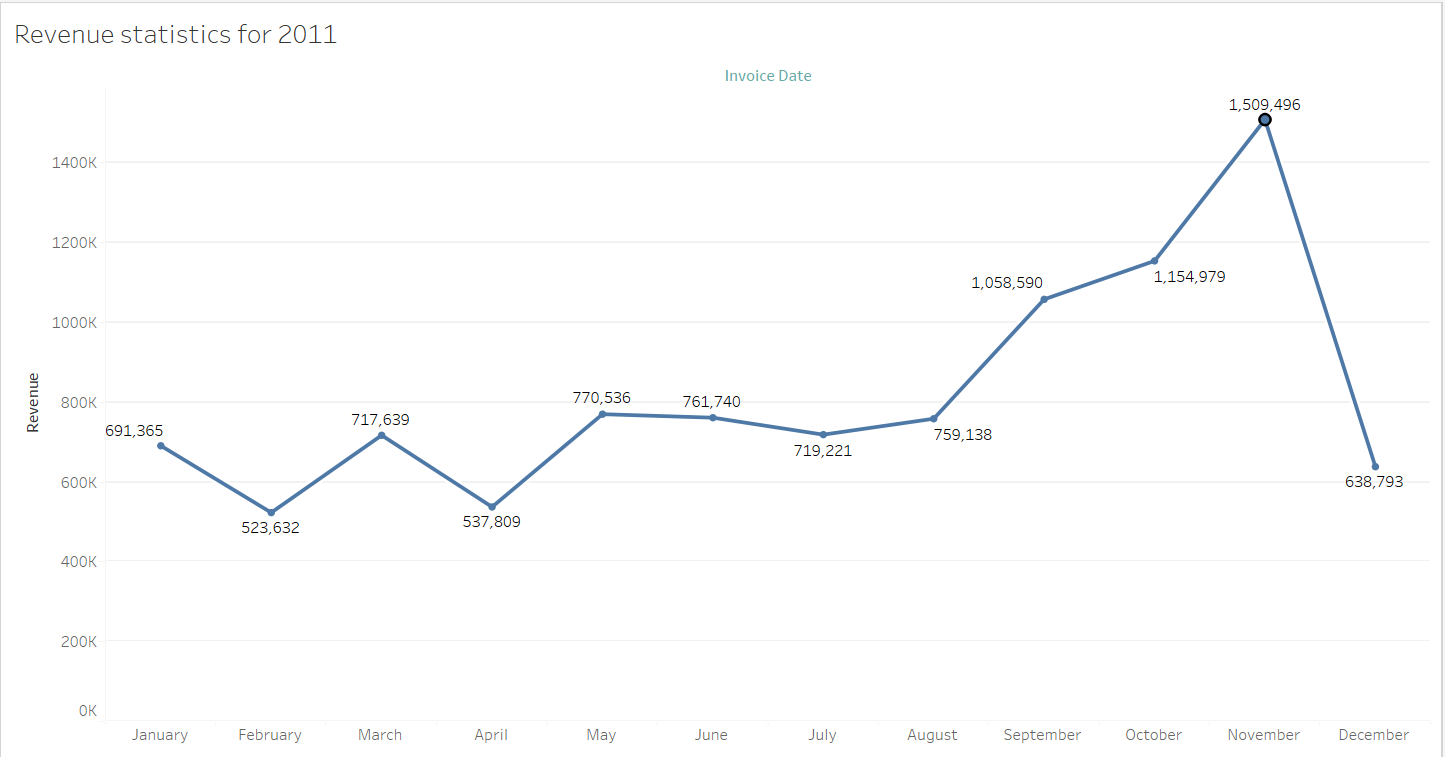 Revenue statistics for 2011
Invoice Date
1,509,496
1400K
1200K
1,058,590
1,154,979
1000K
Revenue
800K
770,536
761,740
717,639
691,365
759,138
719,221
600K
638,793
537,809
523,632
400K
200K
0K
January February March April May June July August September October November December